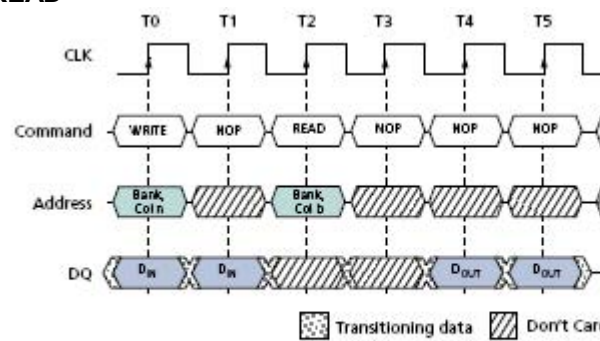 T0 T1 T2 T3 T4 T5
CLK
Command WRITE NOP READ NOP NOP NOP
Address Bank, Col n Bank, Col b
DQ DIN DIN DOUT DOUT
Transitioning data Don't Car